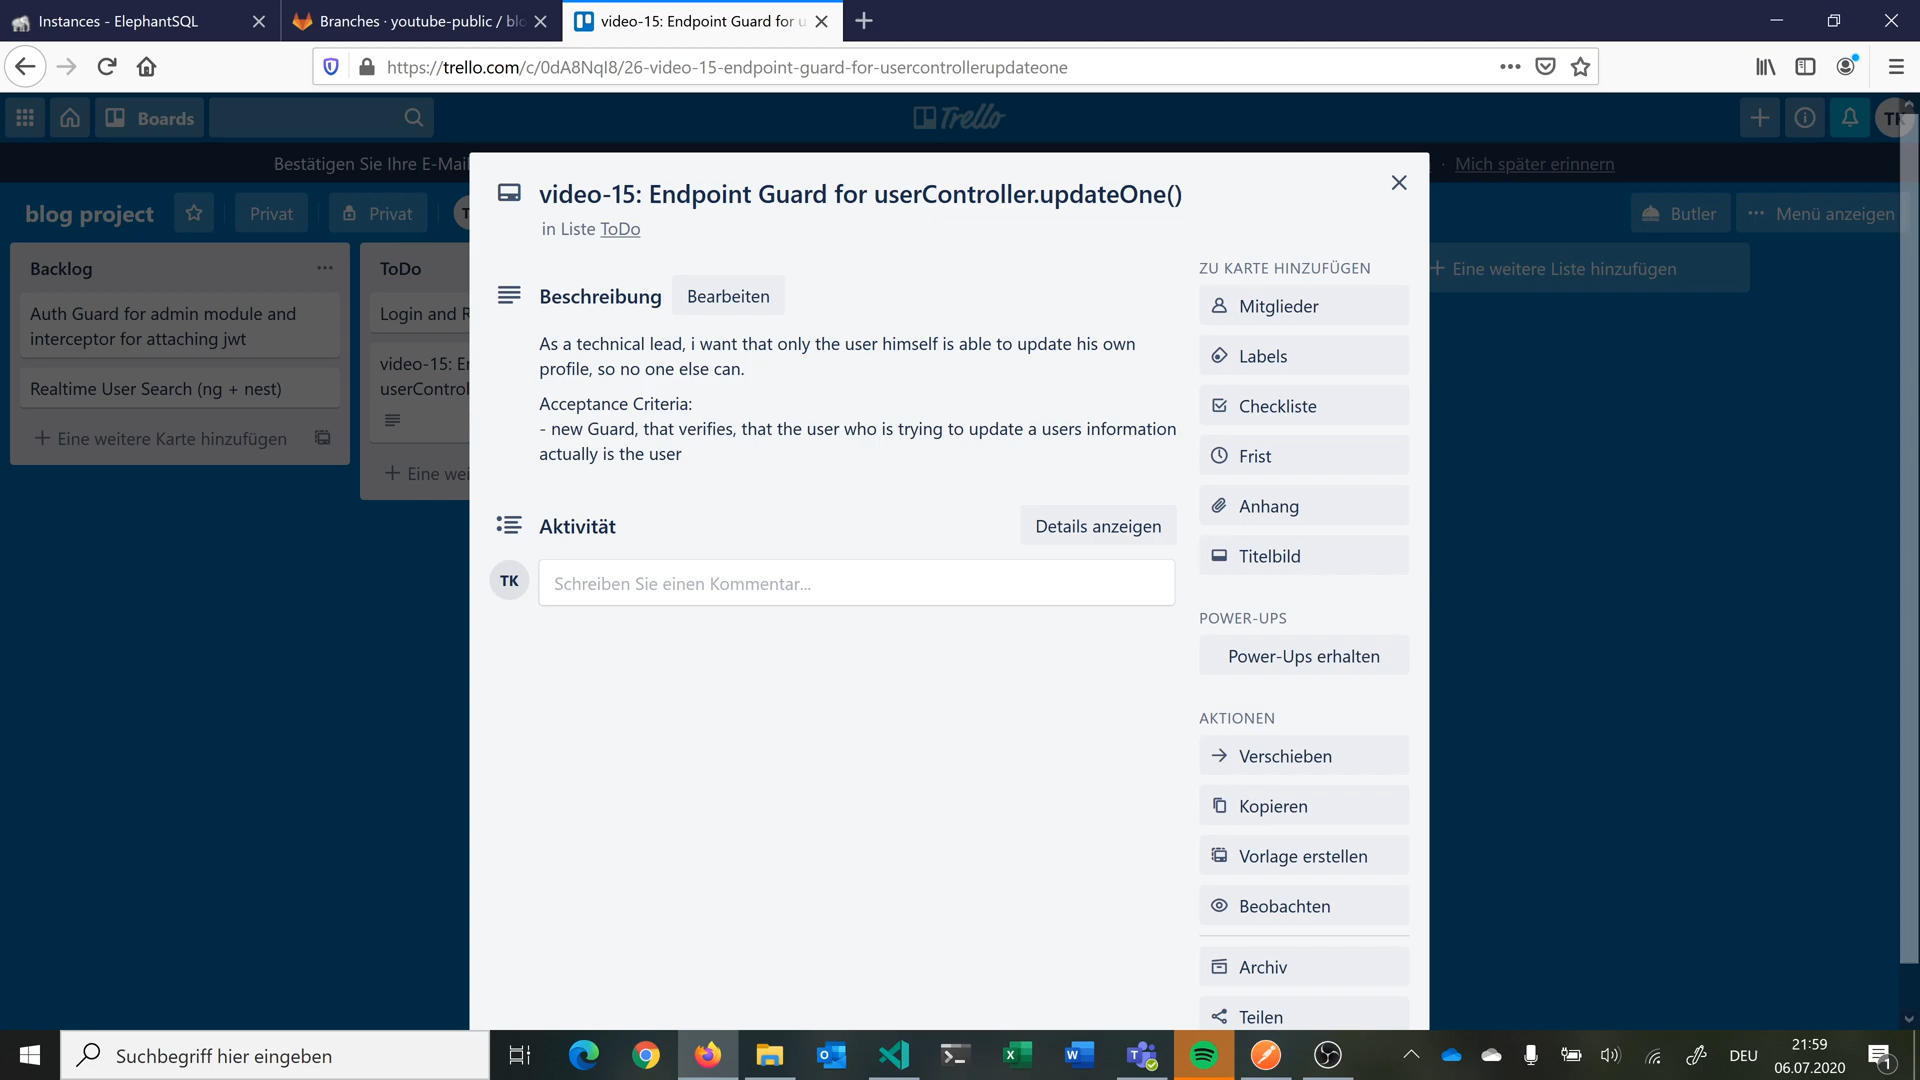 Instances - ElephantSQL
Branches · youtube-public / blo
video-15: Endpoint Guard for u
https://trello.com/c/0dA8NqI8/26-video-15-endpoint-guard-for-usercontrollerupdateone
Boards
Trello
TK
Bestätigen Sie Ihre E-Mail
· Mich später erinnern
blog project
Privat
Privat
Butler
Menü anzeigen
Backlog
Auth Guard for admin module and
interceptor for attaching jwt
Realtime User Search (ng + nest)
Eine weitere Karte hinzufügen
ToDo
Login and R
video-15: E
userControl
Eine wei
Eine weitere Liste hinzufügen
video-15: Endpoint Guard for userController.updateOne()
in Liste ToDo
Beschreibung
Bearbeiten
As a technical lead, i want that only the user himself is able to update his own
profile, so no one else can.
Acceptance Criteria:
- new Guard, that verifies, that the user who is trying to update a users information
actually is the user
Aktivität
Details anzeigen
TK
Schreiben Sie einen Kommentar...
ZU KARTE HINZUFÜGEN
Mitglieder
Labels
Checkliste
Frist
Anhang
Titelbild
POWER-UPS
Power-Ups erhalten
AKTIONEN
Verschieben
Kopieren
Vorlage erstellen
Beobachten
Archiv
Teilen
Suchbegriff hier eingeben
DEU
21:59
06.07.2020
1